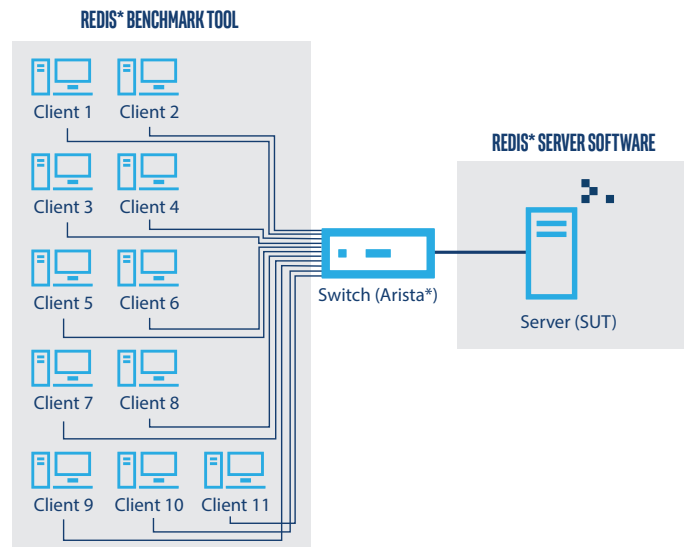 REDIS* BENCHMARK TOOL
Client 1
Client 2
Client 3
Client 4
Client 5
Client 6
Client 7
Client 8
Client 9
Client 10
Client 11
Switch (Arista*)
REDIS* SERVER SOFTWARE
Server (SUT)